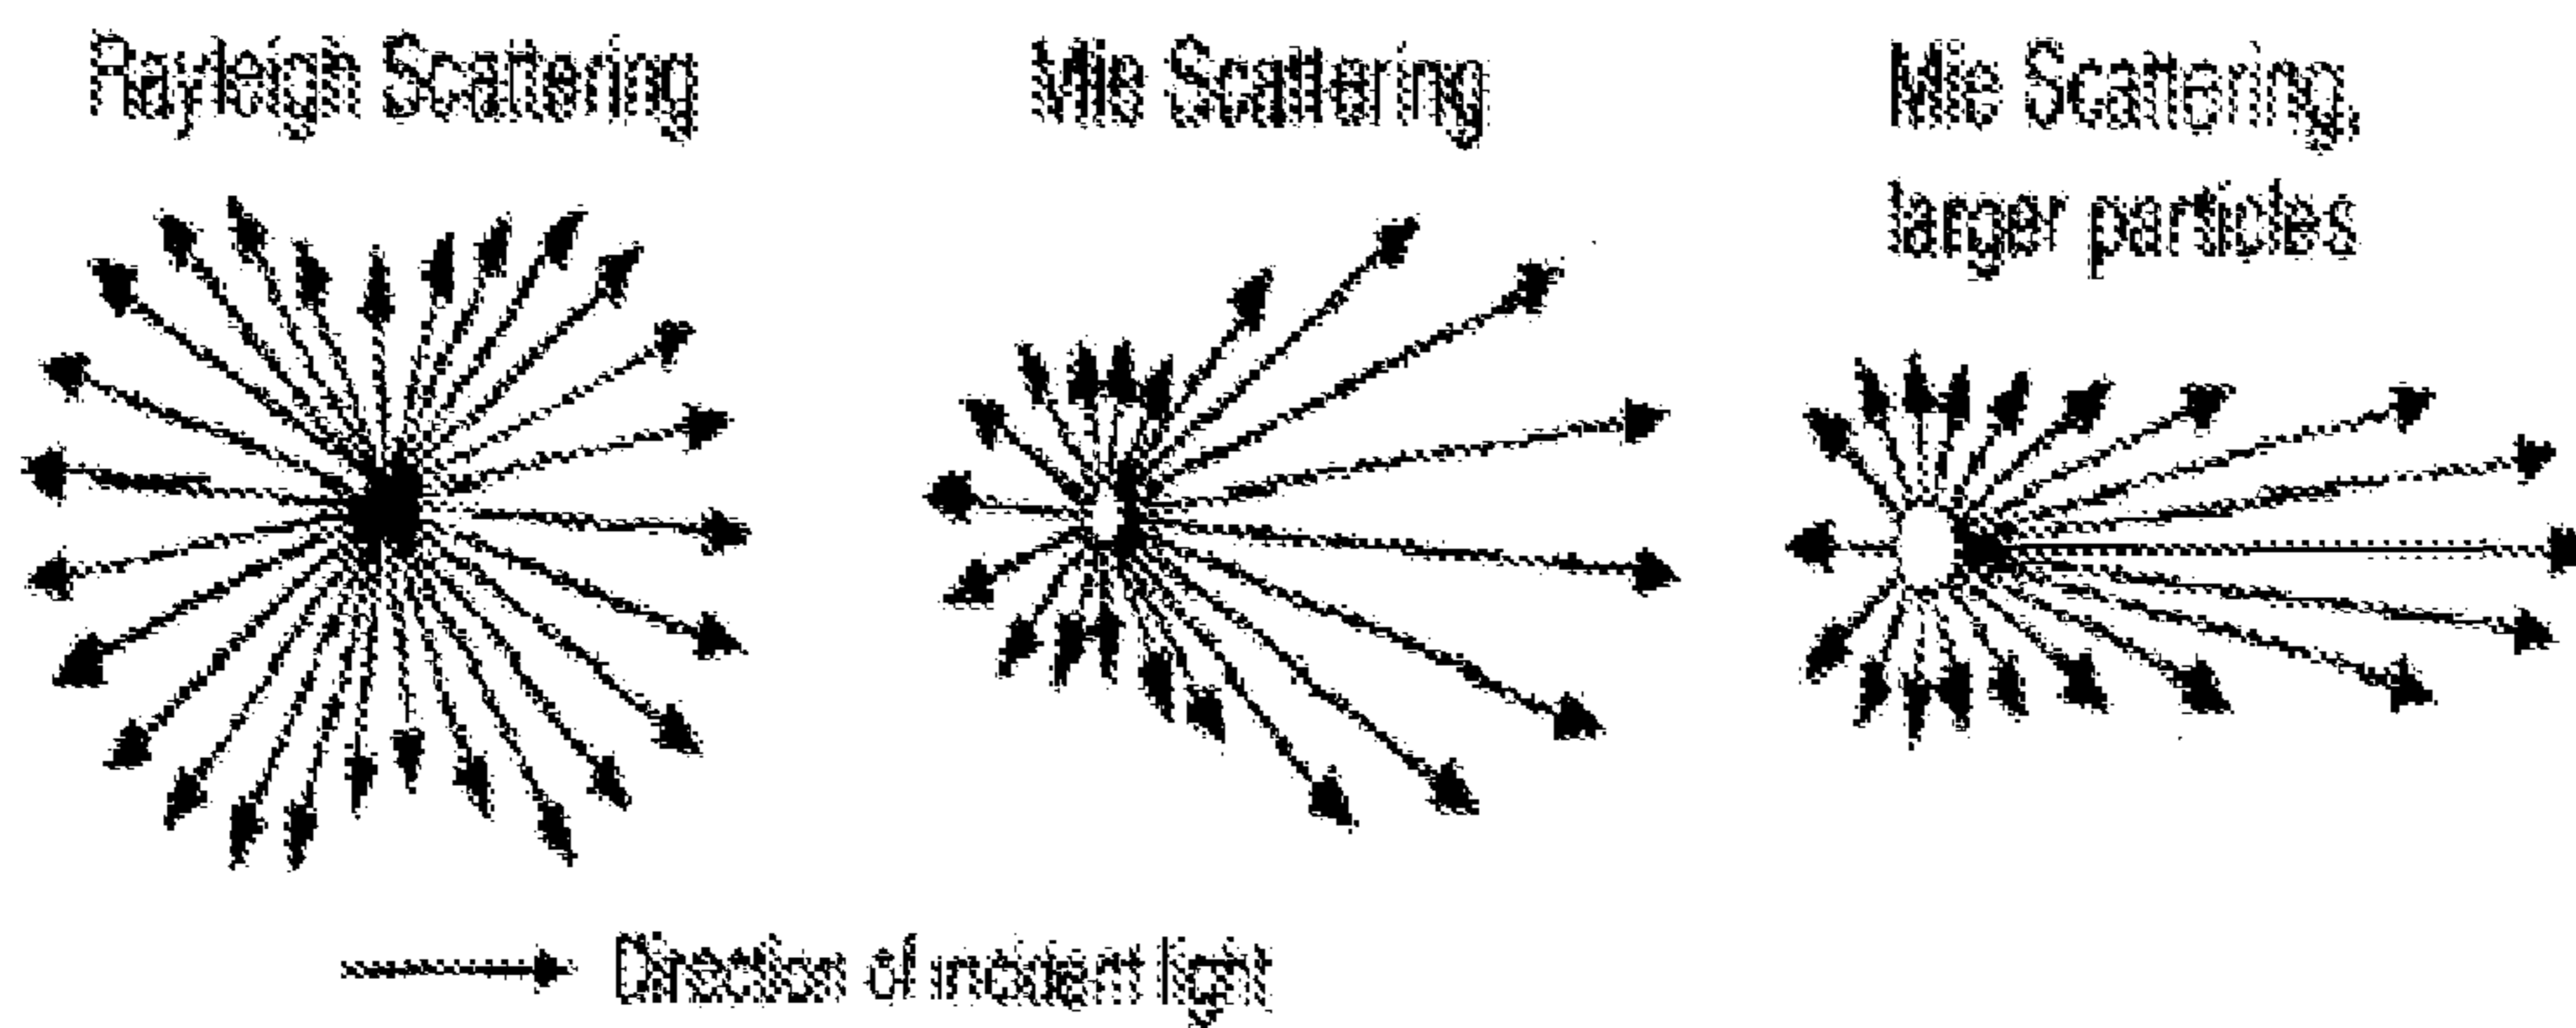 Rayleigh Scattering
Mie Scattering
Mie Scattering,
larger particles
Direction of incident light